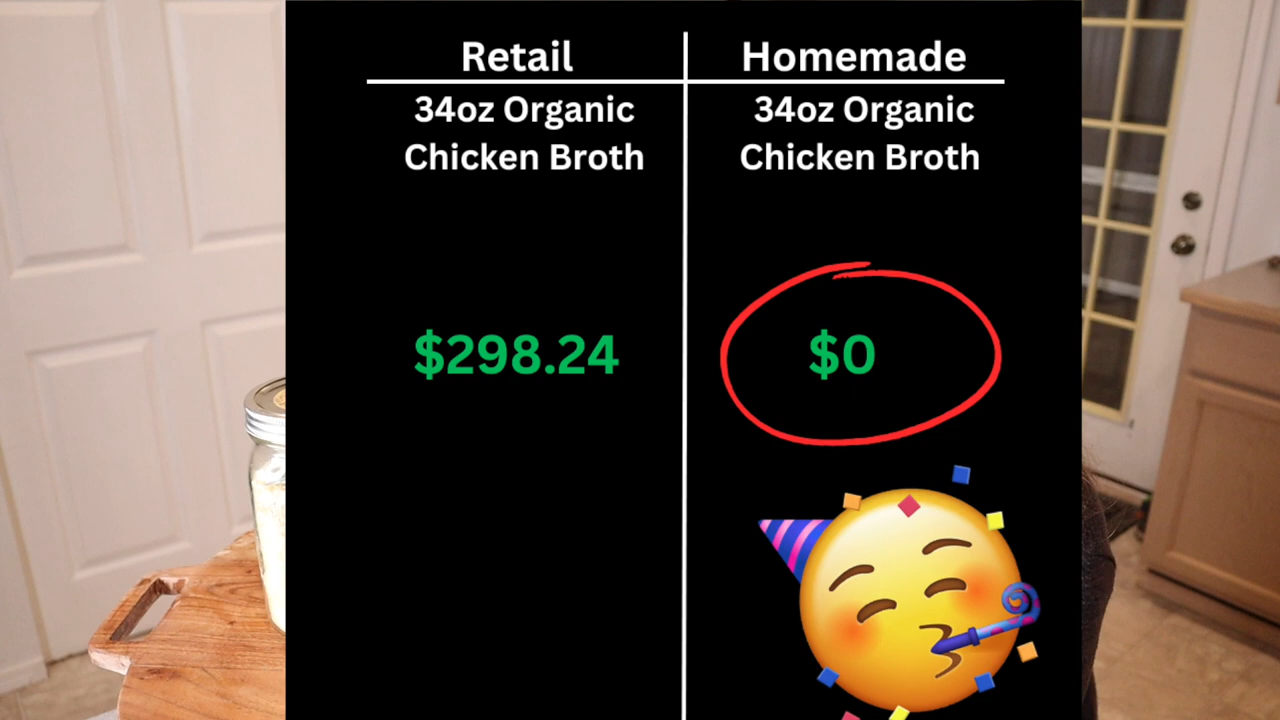 Retail
Homemade
34oz Organic
Chicken Broth
34oz Organic
Chicken Broth
$298.24
$0